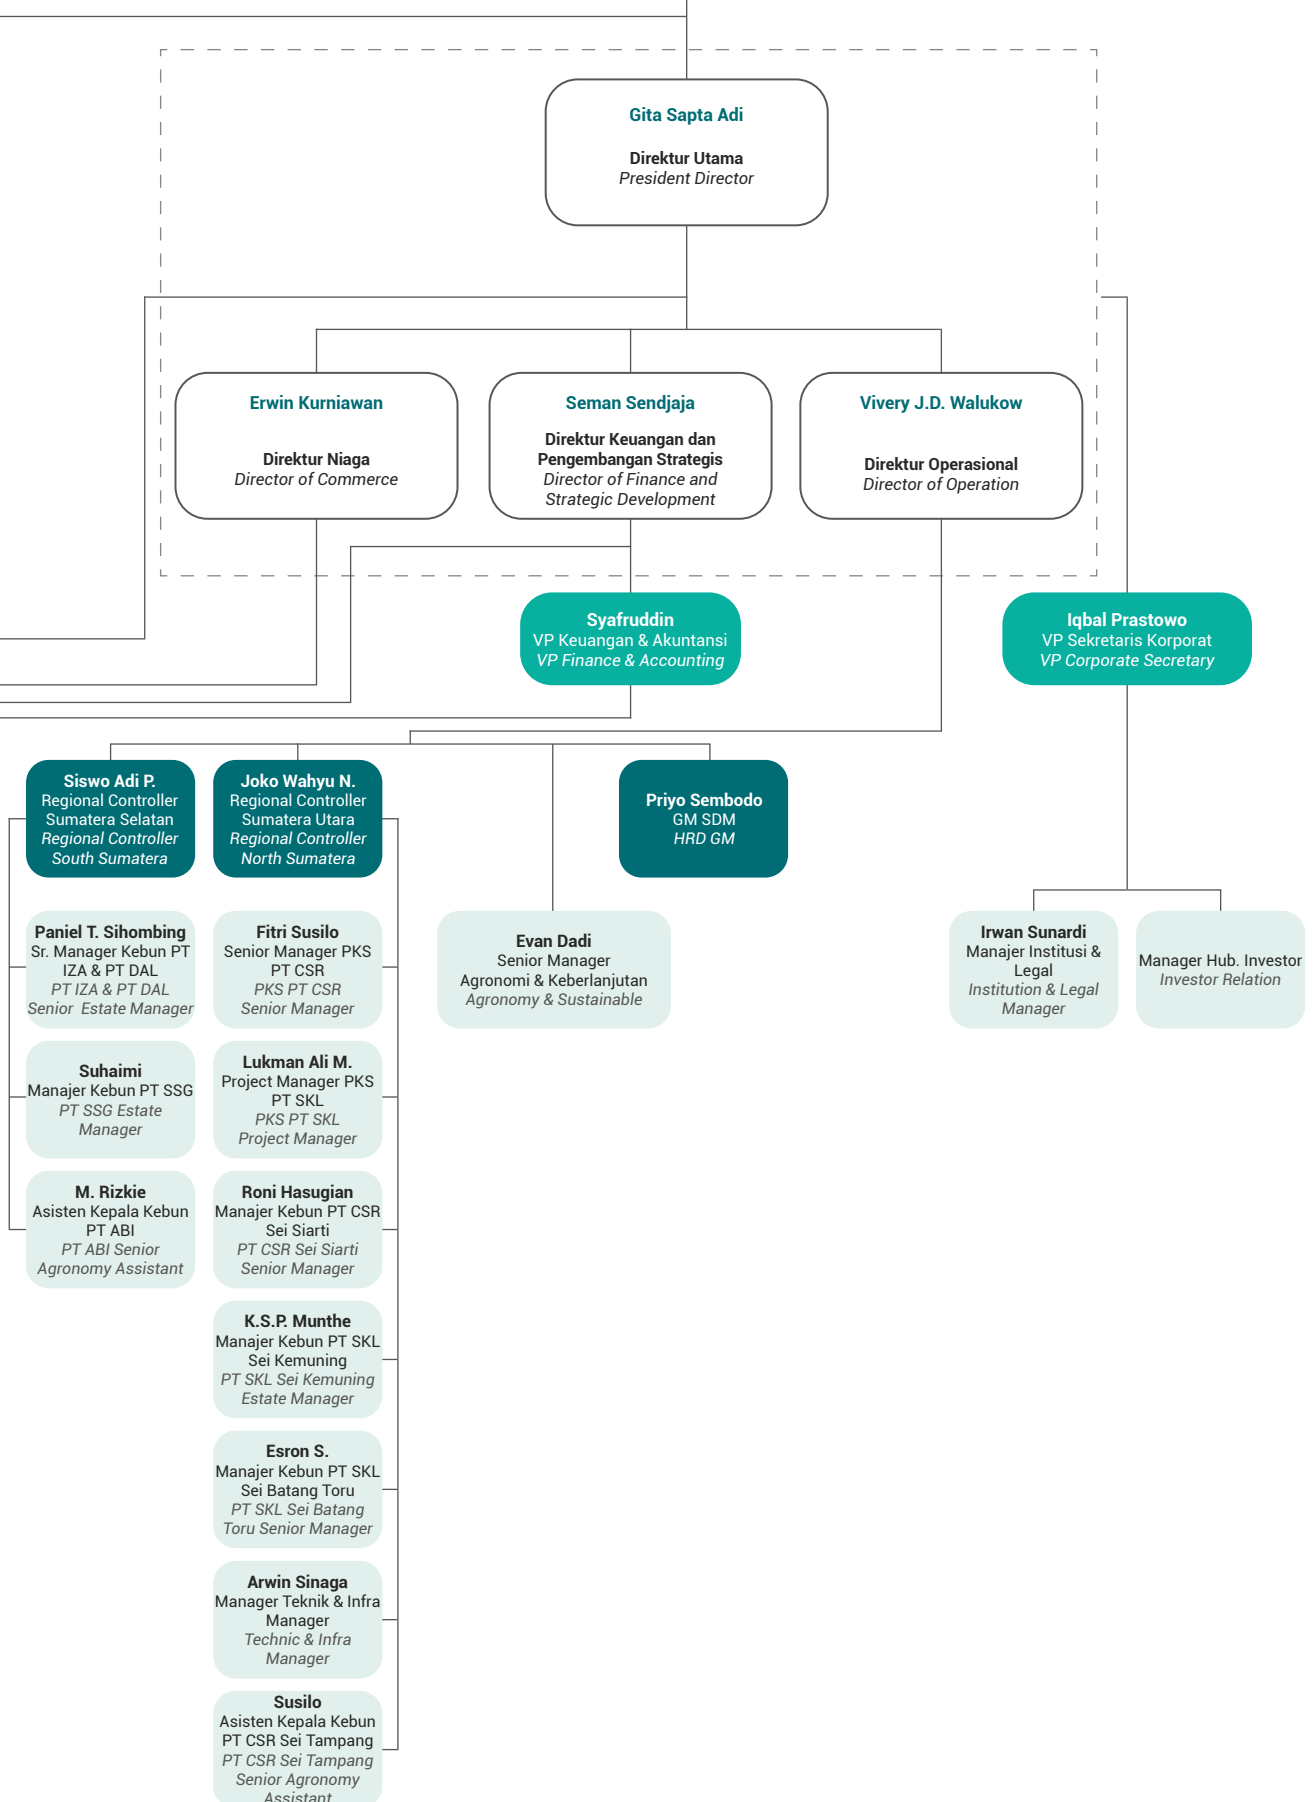 Gita Sapta Adi
Direktur Utama
President Director
Erwin Kurniawan
Direktur Niaga
Director of Commerce
Seman Sendjaja
Direktur Keuangan dan
Pengembangan Strategis
Director of Finance and
Strategic Development
Vivery J.D. Walukow
Direktur Operasional
Director of Operation
Syafruddin
VP Keuangan & Akuntansi
VP Finance & Accounting
Iqbal Prastowo
VP Sekretaris Korporat
VP Corporate Secretary
Siswo Adi P.
Regional Controller
Sumatera Selatan
Regional Controller
South Sumatera
Joko Wahyu N.
Regional Controller
Sumatera Utara
Regional Controller
North Sumatera
Priyo Sembodo
GM SDM
HRD GM
Paniel T. Sihombing
Sr. Manager Kebun PT
IZA & PT DAL
PT IZA & PT DAL
Senior Estate Manager
Fitri Susilo
Senior Manager PKS
PT CSR
PKS PT CSR
Senior Manager
Evan Dadi
Senior Manager
Agronomi & Keberlanjutan
Agronomy & Sustainable
Irwan Sunardi
Manajer Institusi &
Legal
Institution & Legal
Manager
Manager Hub. Investor
Investor Relation
Suhaimi
Manajer Kebun PT SSG
PT SSG Estate
Manager
Lukman Ali M.
Project Manager PKS
PT SKL
PKS PT SKL
Project Manager
M. Rizkie
Asisten Kepala Kebun
PT ABI
PT ABI Senior
Agronomy Assistant
Roni Hasugian
Manajer Kebun PT CSR
Sei Siarti
PT CSR Sei Siarti
Senior Manager
K.S.P. Munthe
Manajer Kebun PT SKL
Sei Kemuning
PT SKL Sei Kemuning
Estate Manager
Esron S.
Manajer Kebun PT SKL
Sei Batang Toru
PT SKL Sei Batang
Toru Senior Manager
Arwin Sinaga
Manager Teknik & Infra
Manager
Technic & Infra
Manager
Susilo
Asisten Kepala Kebun
PT CSR Sei Tampang
PT CSR Sei Tampang
Senior Agronomy
Assistant